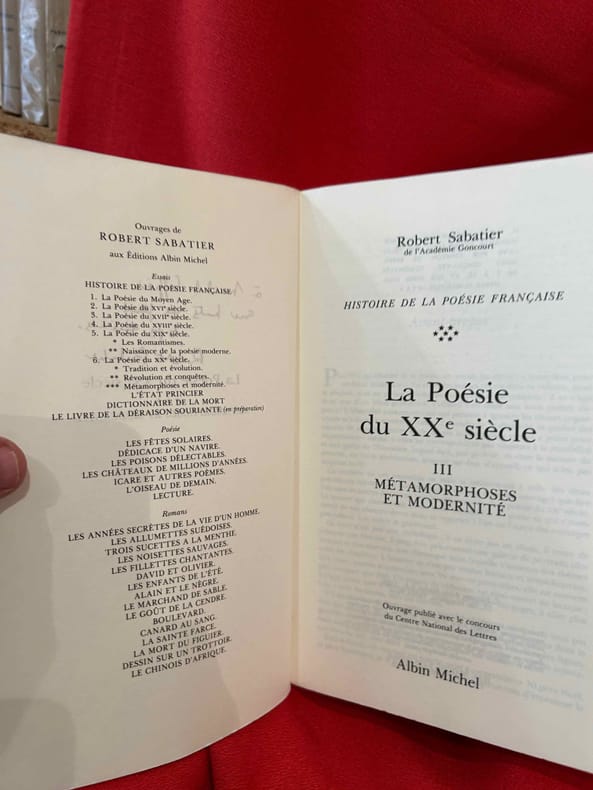 Ouvrages de
ROBERT SABATIER
aux Éditions Albin Michel
Essais
HISTOIRE DE LA POÉSIE FRANÇAISE
1. La Poésie du Moyen Age.
2. La Poésie du XVIe siècle.
3. La Poésie du XVIIe siècle.
4. La Poésie du XVIIIe siècle.
5. La Poésie du XIXe siècle.
* Les Romantismes.
** Naissance de la poésie moderne.
6. La Poésie du XXe siècle.
* Tradition et évolution.
** Révolution et conquêtes.
*** Métamorphoses et modernité.
L'ÉTAT PRINCIER
DICTIONNAIRE DE LA MORT
LE LIVRE DE LA DÉRAISON SOURIANTE (en préparation)
Poésie
LES FÊTES SOLAIRES.
DÉDICACE D'UN NAVIRE.
LES POISONS DÉLECTABLES.
LES CHÂTEAUX DE MILLIONS D'ANNÉES.
ICARE ET AUTRES POÈMES.
L'OISEAU DE DEMAIN.
LECTURE.
Romans
LES ANNÉES SECRÈTES DE LA VIE D'UN HOMME.
LES ALLUMETTES SUÉDOISES.
TROIS SUCETTES A LA MENTHE.
LES NOISETTES SAUVAGES.
LES FILLETTES CHANTANTES.
DAVID ET OLIVIER.
LES ENFANTS DE L'ÉTÉ.
ALAIN ET LE NÈGRE.
LE MARCHAND DE SABLE.
LE GOÛT DE LA CENDRE.
BOULEVARD.
CANARD AU SANG.
LA SAINTE FARCE.
LA MORT DU FIGUIER.
DESSIN SUR UN TROTTOIR.
LE CHINOIS D'AFRIQUE.
Robert Sabatier
de l'Académie Goncourt
HISTOIRE DE LA POÉSIE FRANÇAISE
La Poésie
du XXe siècle
III
MÉTAMORPHOSES
ET MODERNITÉ
Ouvrage publié avec le concours
du Centre National des Lettres
Albin Michel